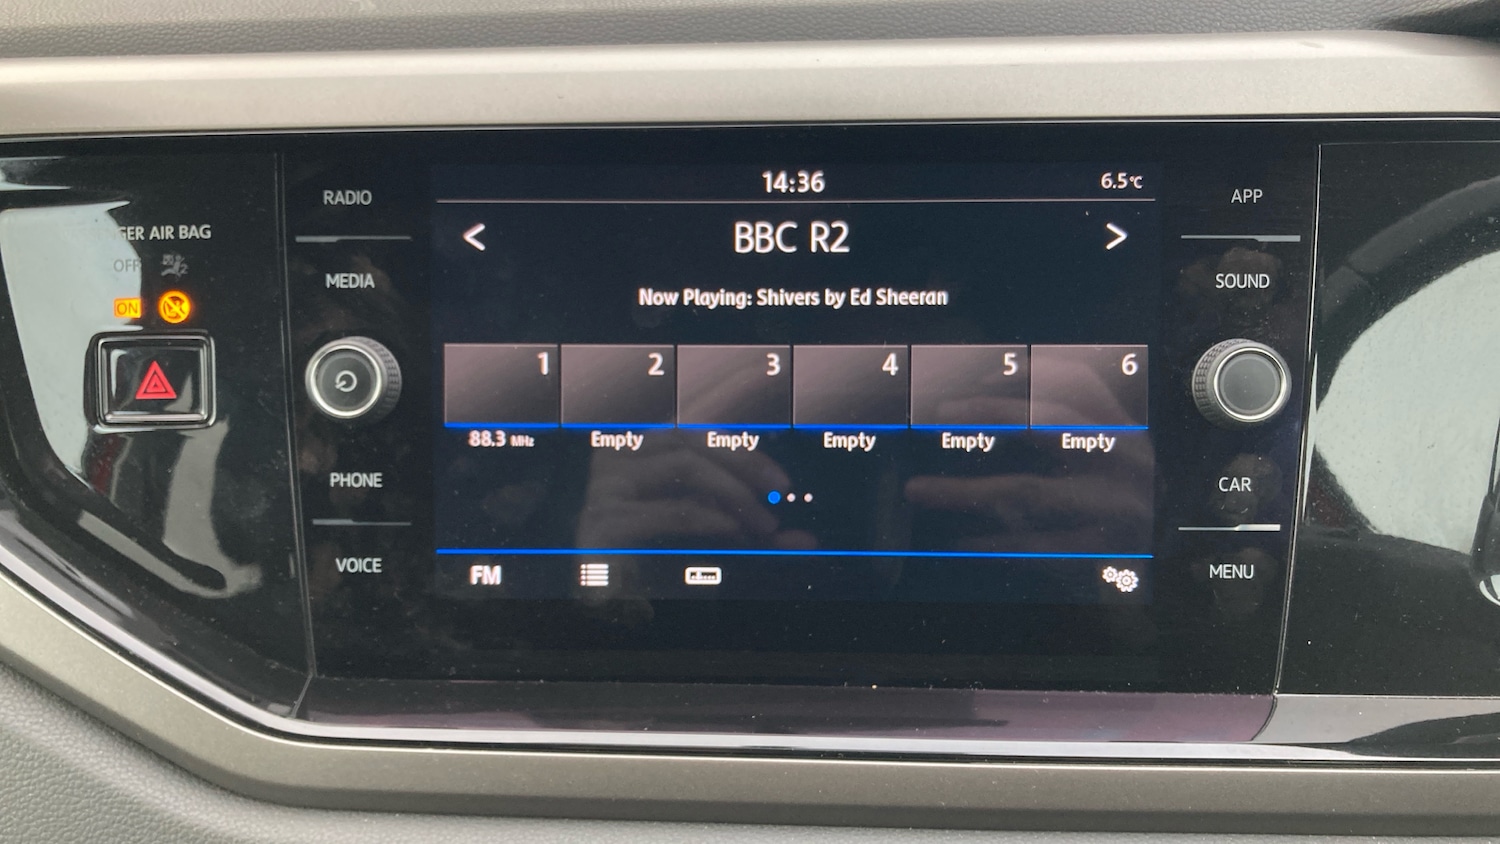 14:36
6.5℃
RADIO
APP
< BBC R2 >
GER AIR BAG
OFF
MEDIA
SOUND
Now Playing: Shivers by Ed Sheeran
ON
1 2 3 4 5 6
88.3 MHz Empty Empty Empty Empty Empty
PHONE
CAR
VOICE
FM
MENU